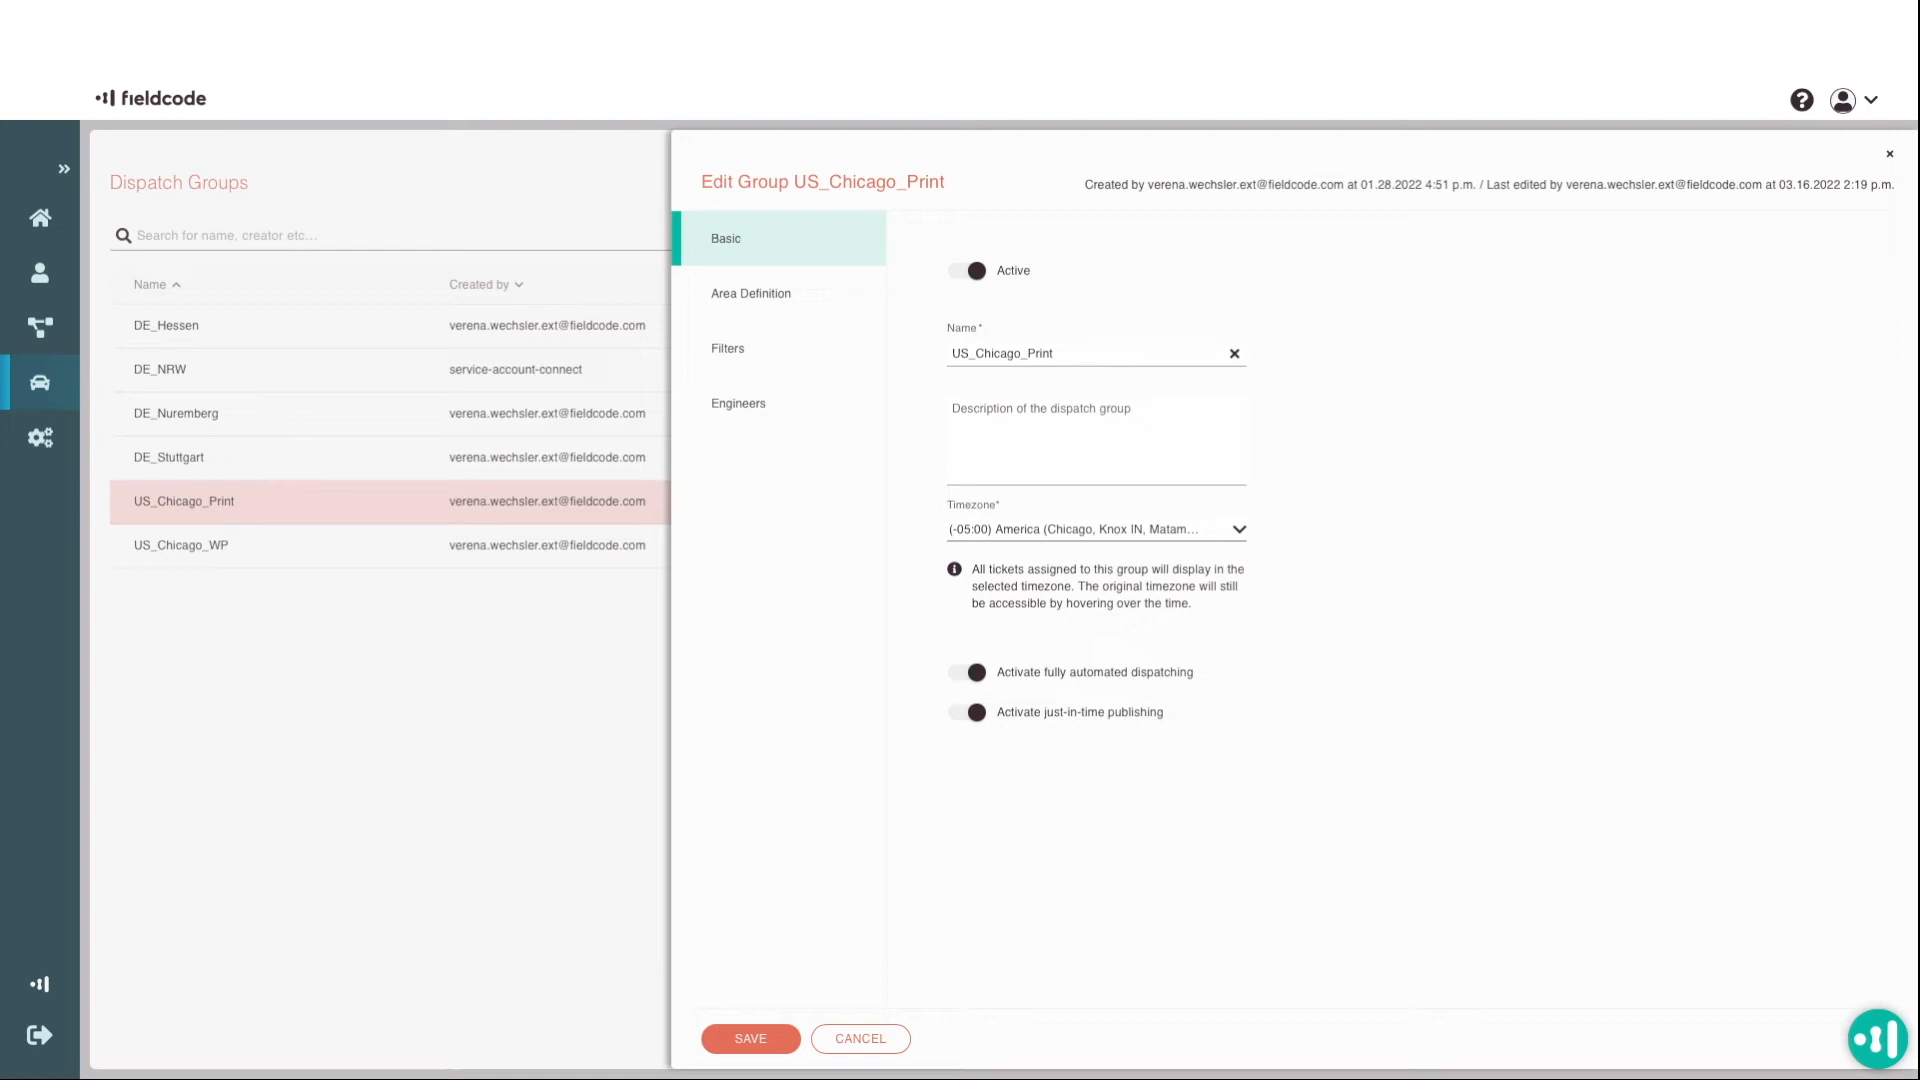 fieldcode
Dispatch Groups
Search for name, creator etc...
Name
Created by
DE_Hessen
verena.wechsler.ext@fieldcode.com
DE_NRW
service-account-connect
DE_Nuremberg
verena.wechsler.ext@fieldcode.com
DE_Stuttgart
verena.wechsler.ext@fieldcode.com
US_Chicago_Print
verena.wechsler.ext@fieldcode.com
US_Chicago_WP
verena.wechsler.ext@fieldcode.com
Edit Group US_Chicago_Print
Created by verena.wechsler.ext@fieldcode.com at 01.28.2022 4:51 p.m. / Last edited by verena.wechsler.ext@fieldcode.com at 03.16.2022 2:19 p.m.
Basic
Area Definition
Filters
Engineers
Active
Name*
US_Chicago_Print
Description of the dispatch group
Timezone*
(-05:00) America (Chicago, Knox IN, Matam...
All tickets assigned to this group will display in the
selected timezone. The original timezone will still
be accessible by hovering over the time.
Activate fully automated dispatching
Activate just-in-time publishing
SAVE
CANCEL